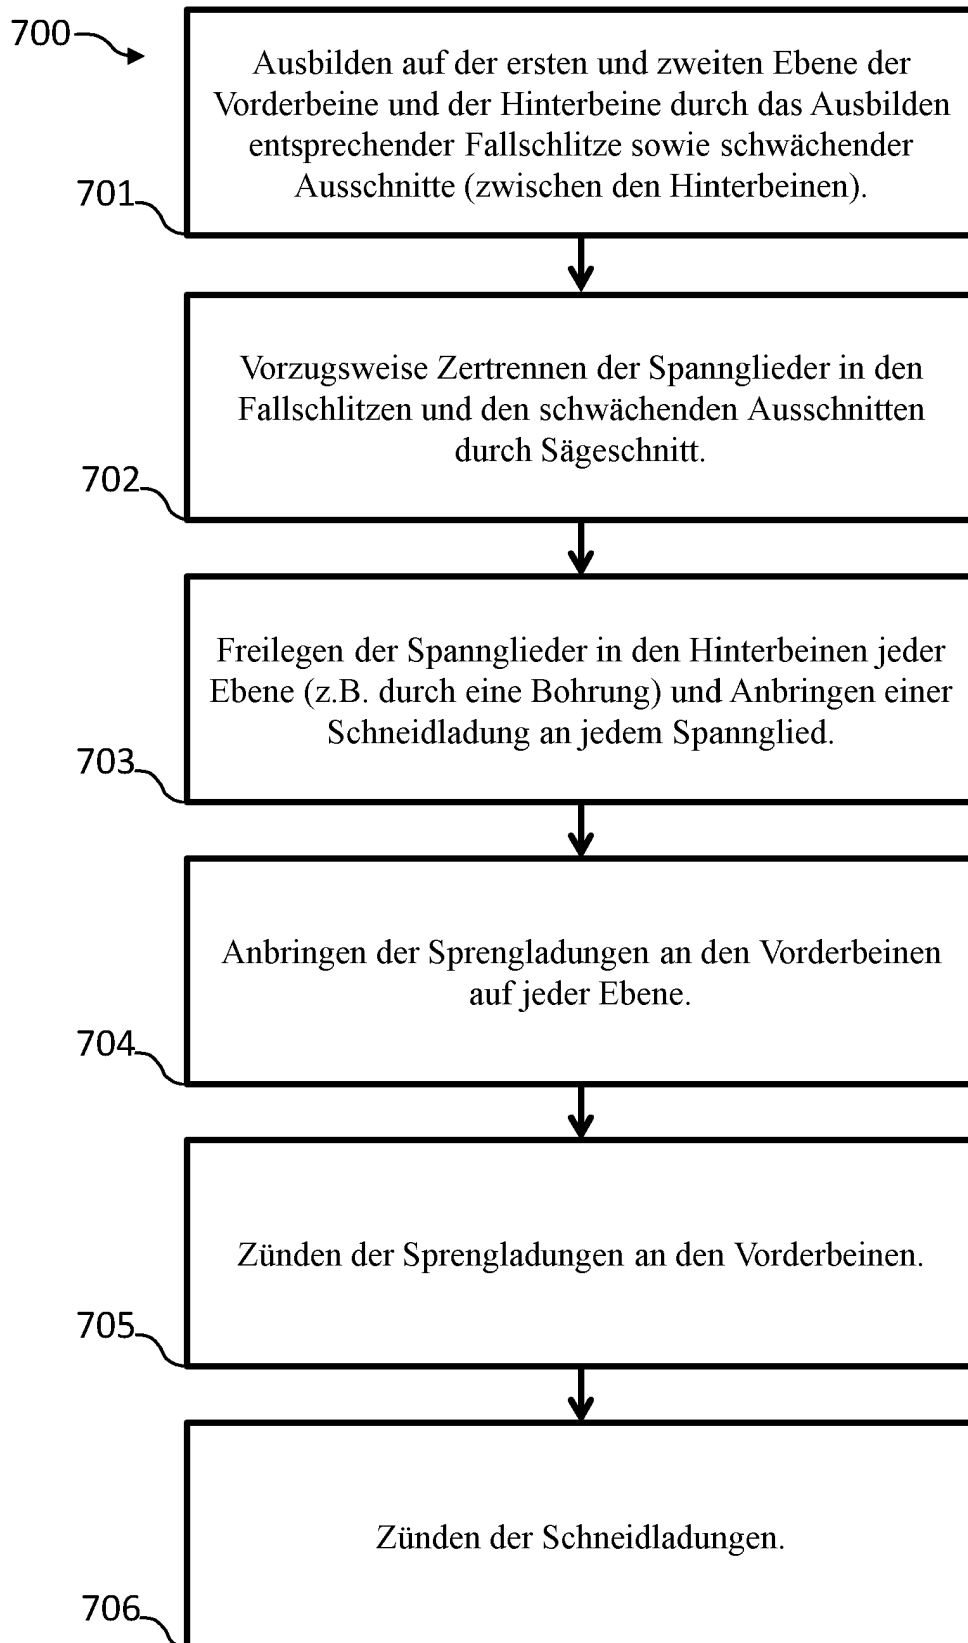 700
Ausbilden auf der ersten und zweiten Ebene der
Vorderbeine und der Hinterbeine durch das Ausbilden
entsprechender Fallschlitze sowie schwächender
Ausschnitte (zwischen den Hinterbeinen).
701
Vorzugsweise Zertrennen der Spannglieder in den
Fallschlitzen und den schwächenden Ausschnitten
durch Sägeschnitt.
702
Freilegen der Spannglieder in den Hinterbeinen jeder
Ebene (z.B. durch eine Bohrung) und Anbringen einer
Schneidladung an jedem Spannglied.
703
Anbringen der Sprengladungen an den Vorderbeinen
auf jeder Ebene.
704
Zünden der Sprengladungen an den Vorderbeinen.
705
Zünden der Schneidladungen.
706